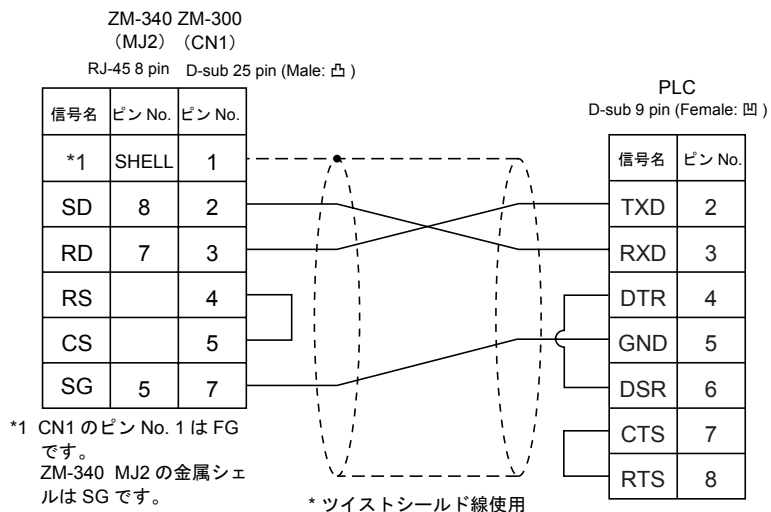 ZM-340 ZM-300
（MJ2）（CN1）
RJ-45 8 pin D-sub 25 pin (Male: 凸 )
信号名 ピン No. ピン No.
*1 SHELL 1
SD 8 2
RD 7 3
RS 4
CS 5
SG 5 7
*1 CN1 のピン No. 1 は FG
です。
ZM-340 MJ2 の金属シェ
ルは SG です。
* ツイストシールド線使用
PLC
D-sub 9 pin (Female: 凹 )
信号名 ピン No.
TXD 2
RXD 3
DTR 4
GND 5
DSR 6
CTS 7
RTS 8